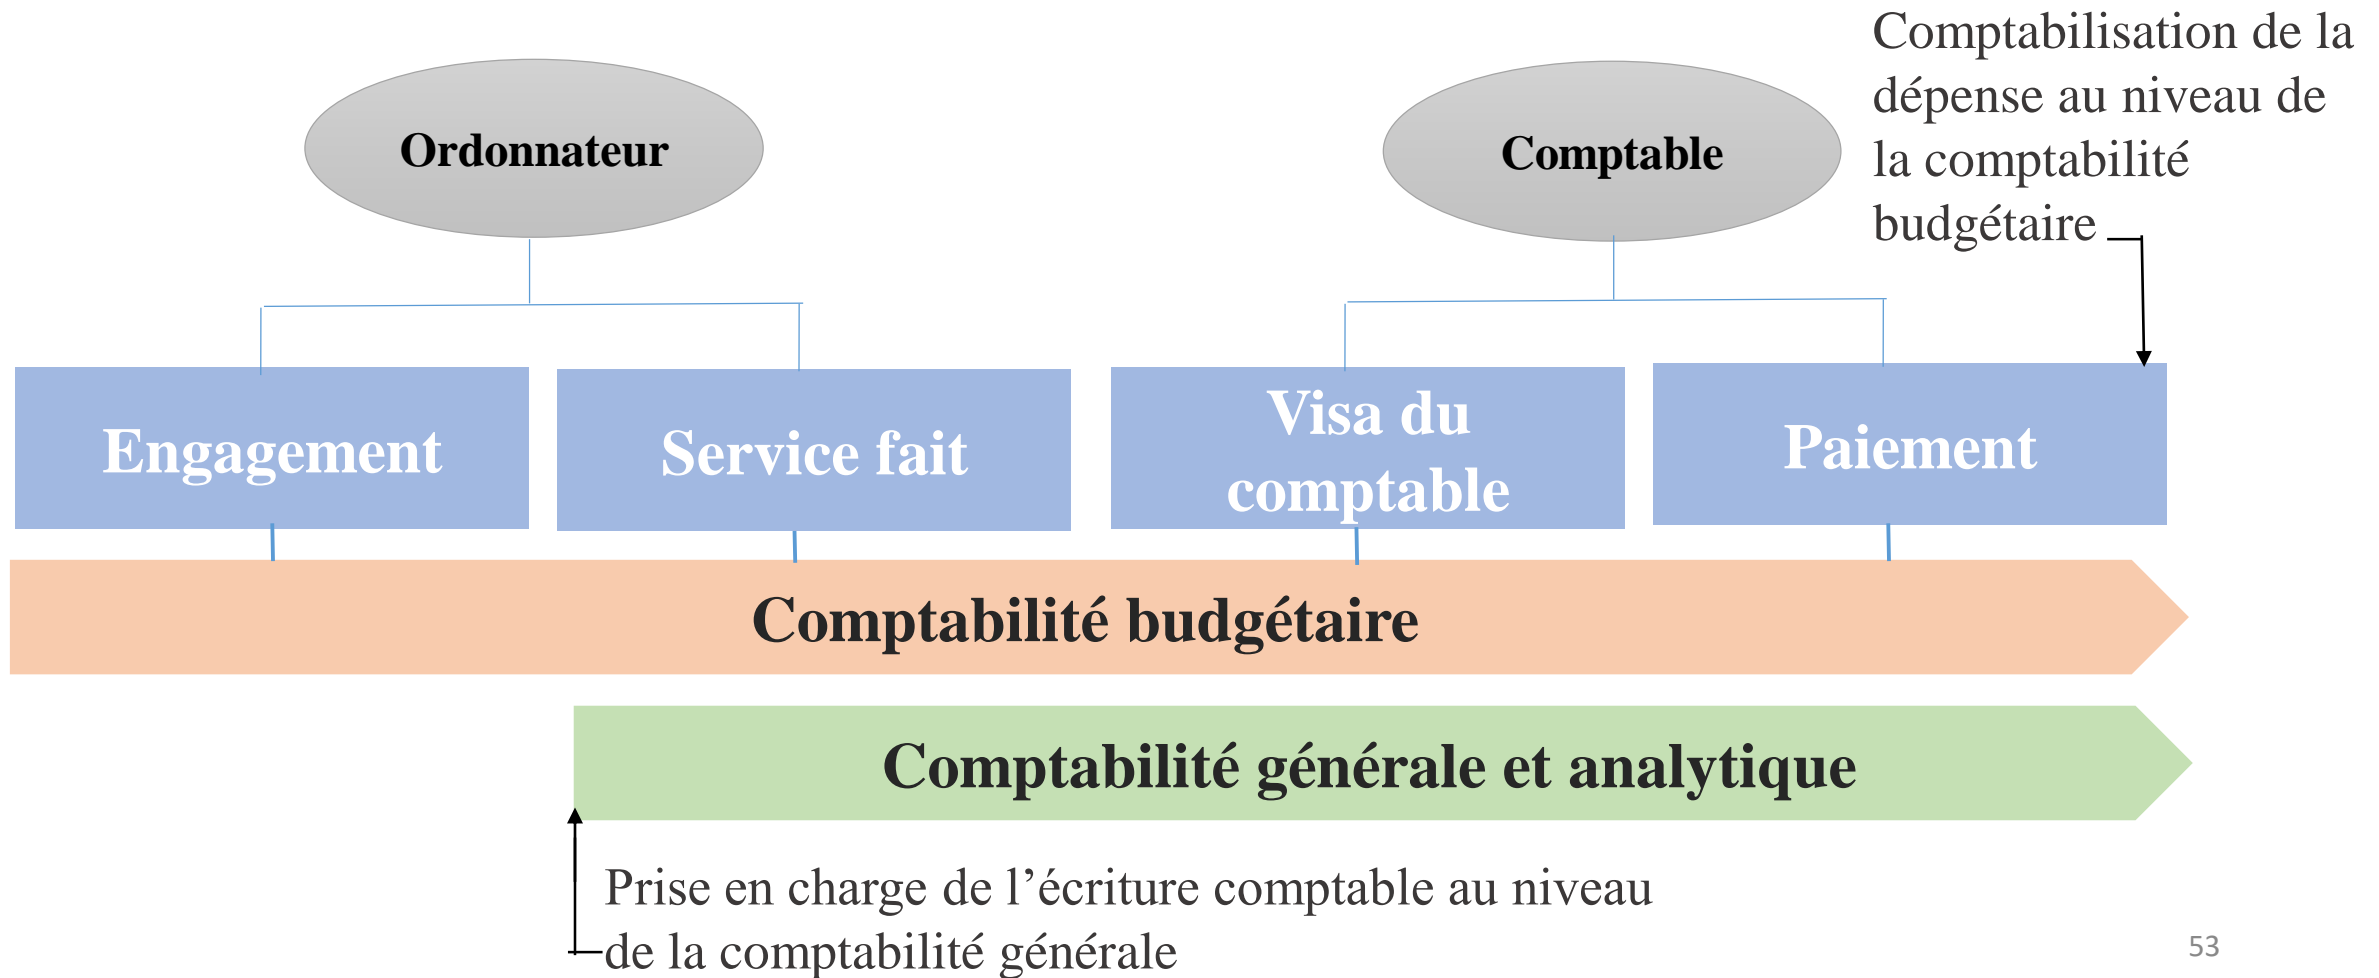 Comptabilisation de la
dépense au niveau de
la comptabilité
budgétaire
Ordonnateur
Comptable
Engagement
Service fait
Visa du
comptable
Paiement
Comptabilité budgétaire
Comptabilité générale et analytique
Prise en charge de l’écriture comptable au niveau
de la comptabilité générale
53